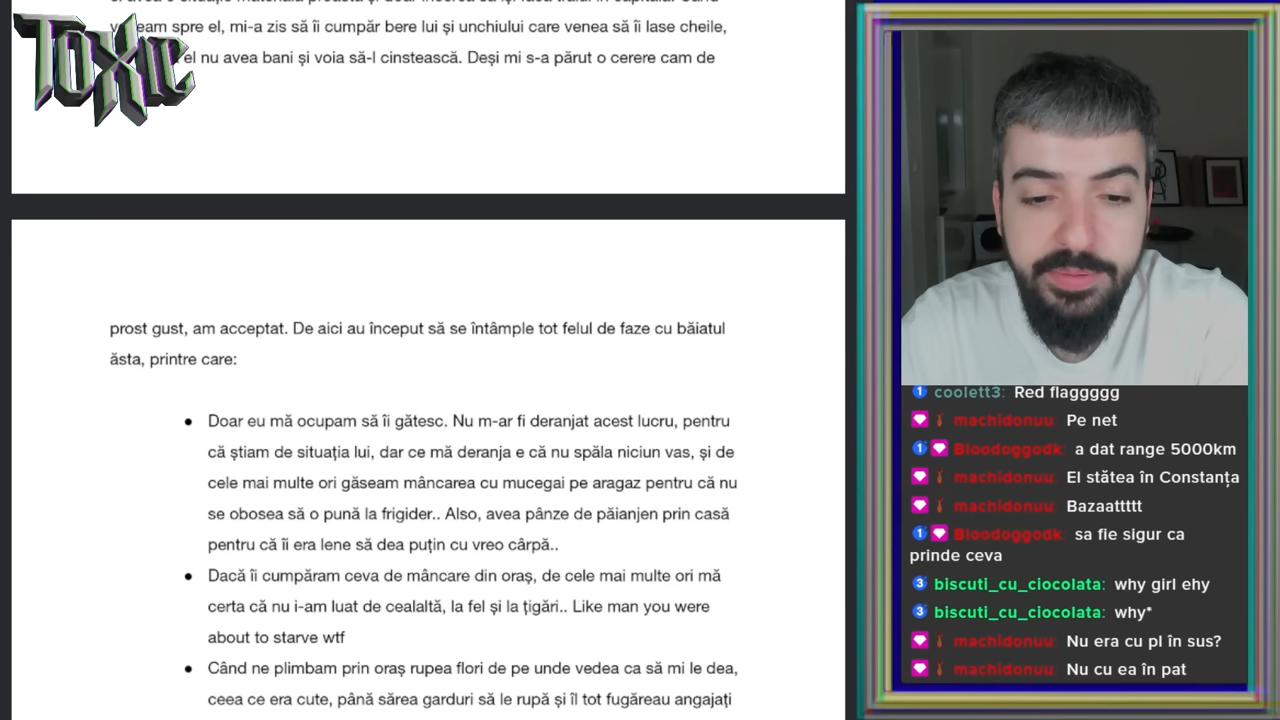 TOXIC
el nu avea bani și voia să-l cinstească. Deși mi s-a părut o cerere cam de
spre el, mi-a zis să îi cumpăr bere lui și unchiului care venea să îi lase cheile,
prost gust, am acceptat. De aici au început să se întâmple tot felul de faze cu băiatul
ăsta, printre care:
● Doar eu mă ocupam să îi gătesc. Nu m-ar fi deranjat acest lucru, pentru
că știam de situația lui, dar ce mă deranja e că nu spăla niciun vas, și de
cele mai multe ori găseam mâncarea cu mucegai pe aragaz pentru că nu
se obosea să o pună la frigider.. Also, avea pânze de păianjen prin casă
pentru că îi era lene să dea puțin cu vreo cârpă..
● Dacă îi cumpăram ceva de mâncare din oraș, de cele mai multe ori mă
certa că nu i-am luat de cealaltă, la fel și la țigări.. Like man you were
about to starve wtf
● Când ne plimbam prin oraș rupea flori de pe unde vedea ca să mi le dea,
ceea ce era cute, până sărea garduri să le rupă și îl tot fugăreau angajați
coolett3: Red flaggggg
machidonuu: Pe net
Bloodoggodk: a dat range 5000km
machidonuu: El stătea în Constanța
machidonuu: Bazaattttt
Bloodoggodk: sa fie sigur ca
prinde ceva
biscuti_cu_ciocolata: why girl ehy
biscuti_cu_ciocolata: why*
machidonuu: Nu era cu pl în sus?
machidonuu: Nu cu ea în pat